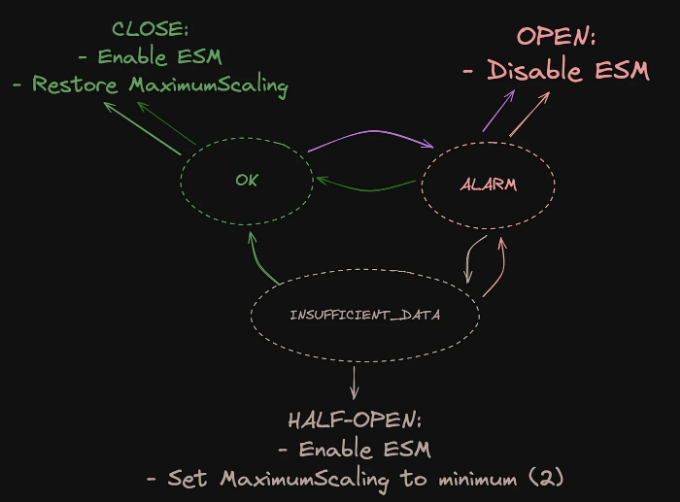 CLOSE:
- Enable ESM
- Restore MaximumScaling
OPEN:
- Disable ESM
OK
ALARM
INSUFFICIENT_DATA
HALF-OPEN:
- Enable ESM
- Set MaximumScaling to minimum (2)